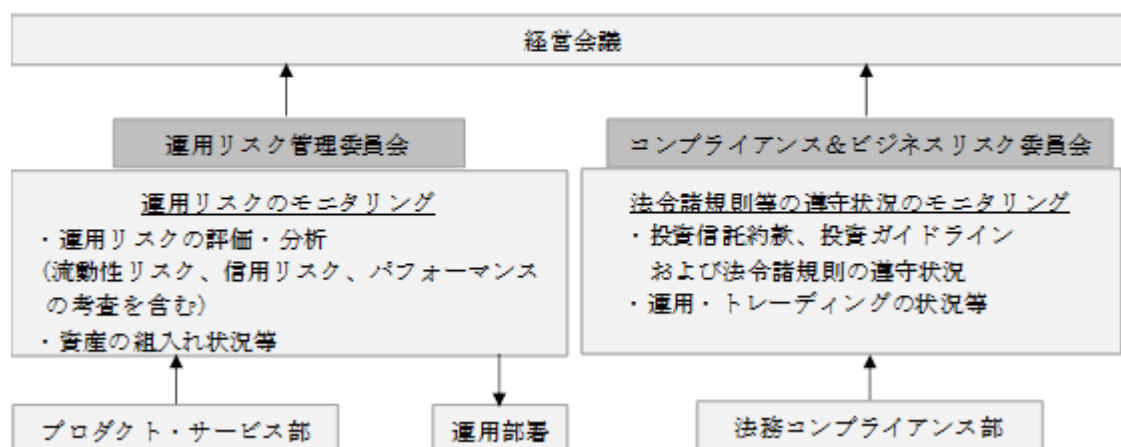 経営会議
運用リスク管理委員会
運用リスクのモニタリング
・運用リスクの評価・分析
(流動性リスク、信用リスク、パフォーマンス
の考査を含む)
・資産の組入れ状況等
プロダクト・サービス部
運用部署
コンプライアンス＆ビジネスリスク委員会
法令諸規則等の遵守状況のモニタリング
・投資信託約款、投資ガイドライン
および法令諸規則の遵守状況
・運用・トレーディングの状況等
法務コンプライアンス部